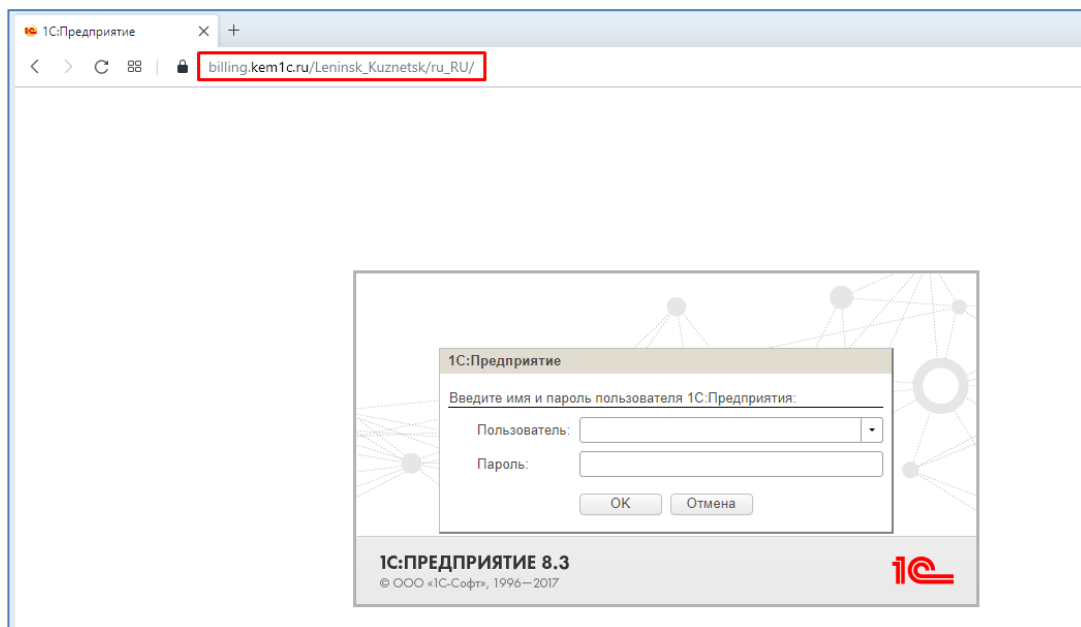 1С:Предприятие
billing.kem1c.ru/Leninsk_Kuznetsk/ru_RU/
1С:Предприятие
Введите имя и пароль пользователя 1С:Предприятия:
Пользователь:
Пароль:
OK Отмена
1С:ПРЕДПРИЯТИЕ 8.3
© ООО «1С-Софт», 1996—2017
1С